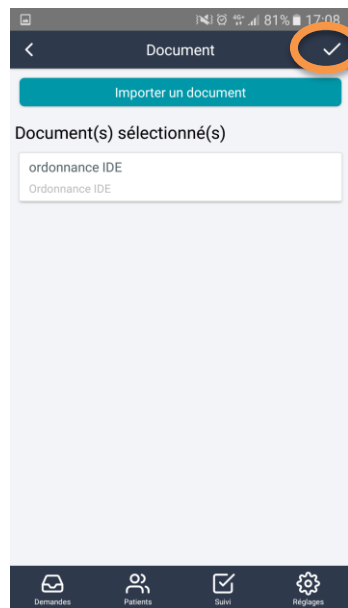 81% 17:08
Document
Importer un document
Document(s) sélectionné(s)
ordonnance IDE
Ordonnance IDE
Demandes Patients Suivi Réglages